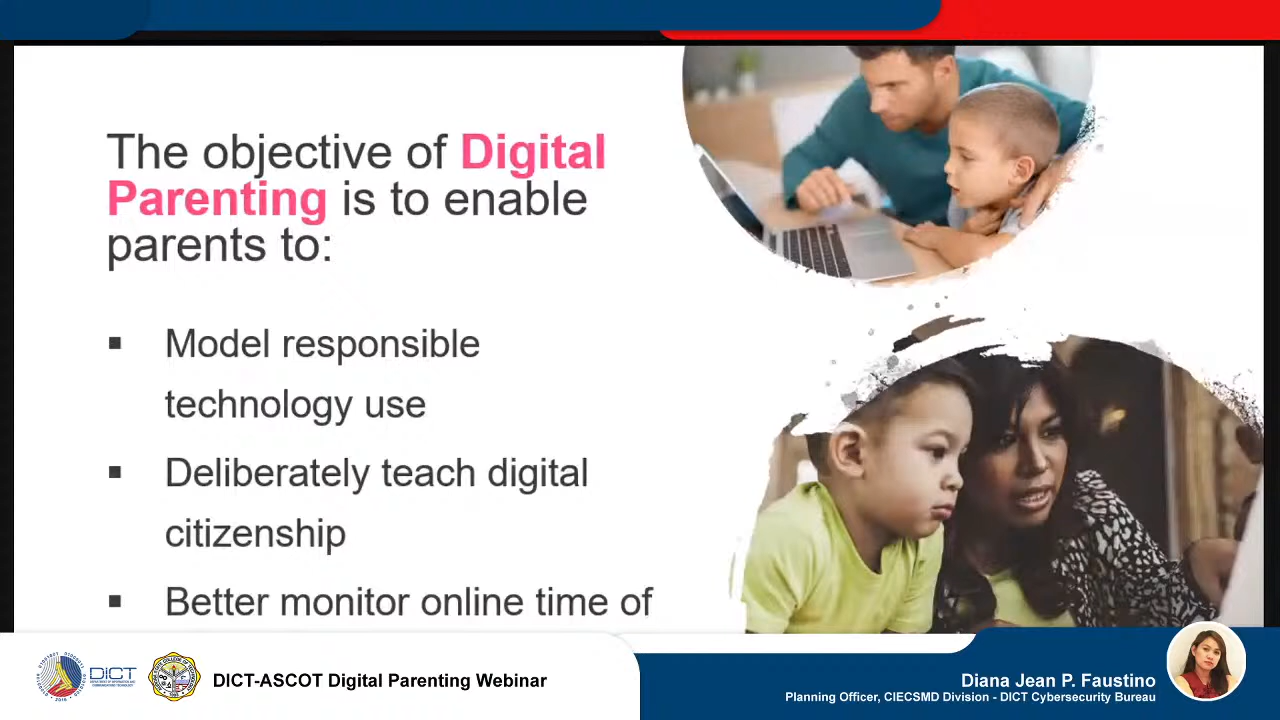 The objective of Digital
Parenting is to enable
parents to:
▪ Model responsible
technology use
▪ Deliberately teach digital
citizenship
▪ Better monitor online time of
DICT
DICT-ASCOT Digital Parenting Webinar
Diana Jean P. Faustino
Planning Officer, CIECSMD Division - DICT Cybersecurity Bureau